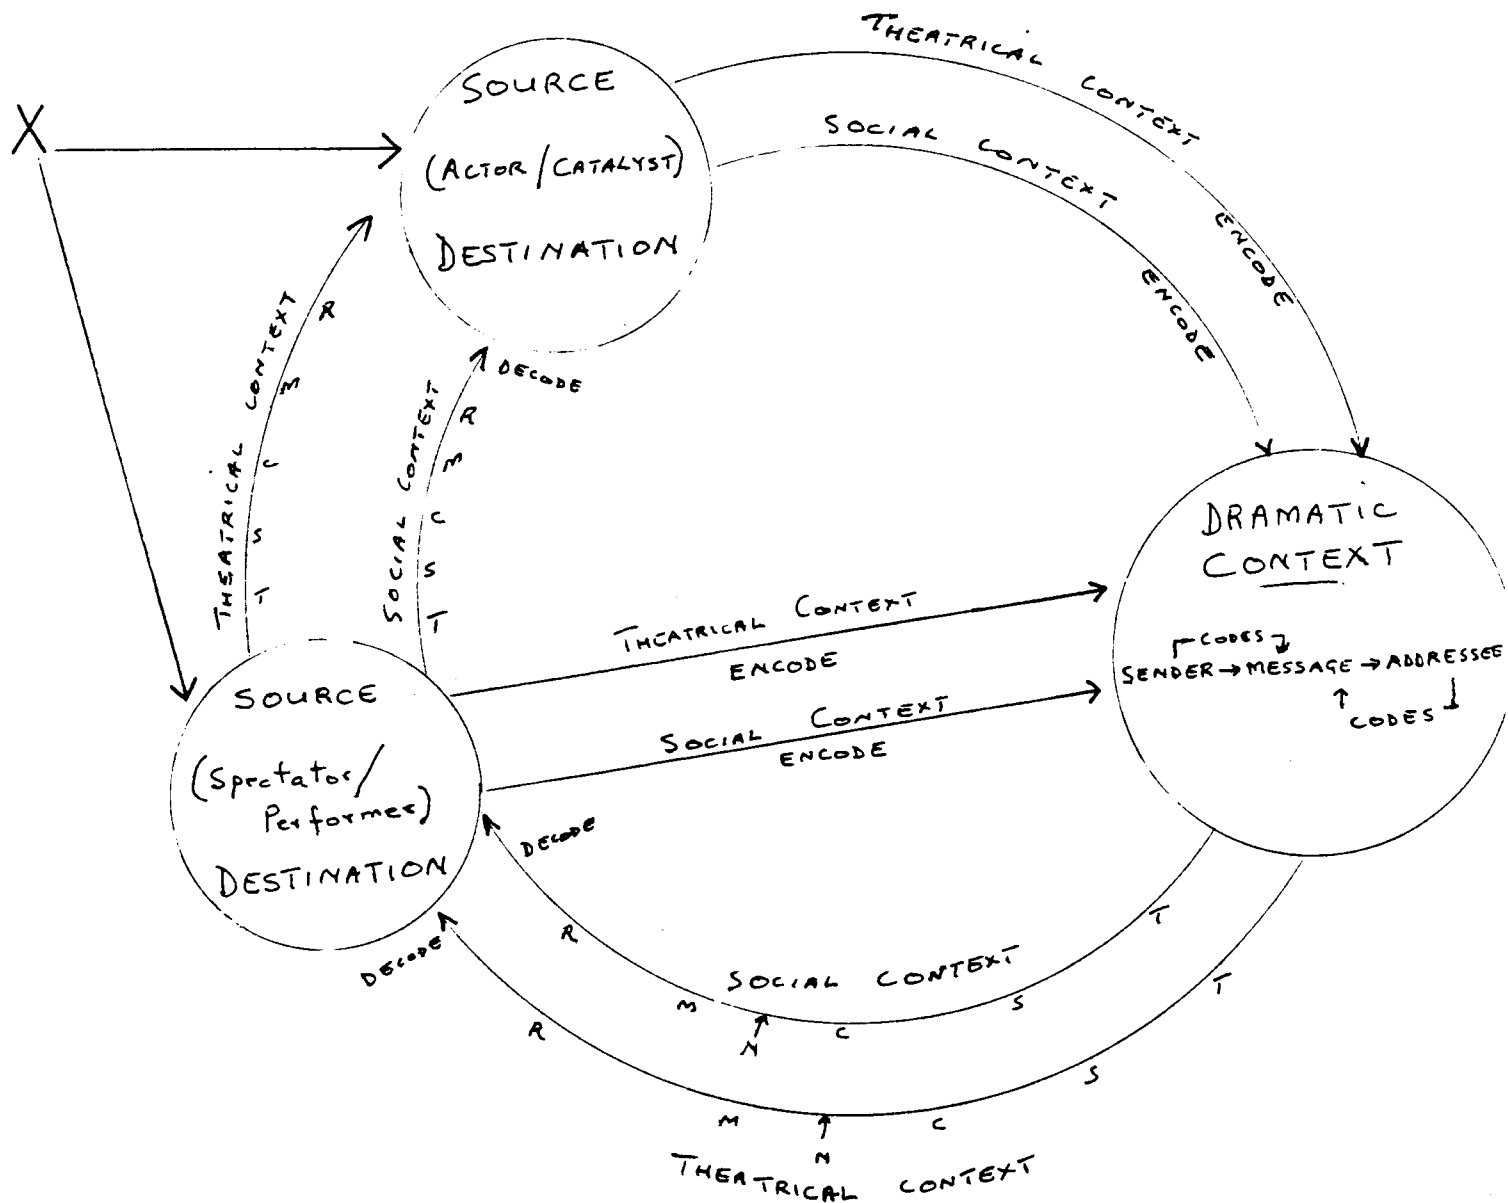 THEATRICAL CONTEXT ENCODE
SOCIAL CONTEXT ENCODE
X
SOURCE
(ACTOR/CATALYST)
DESTINATION
THEATRICAL CONTEXT
R
M
C
S
T
SOCIAL CONTEXT
DECODE
R
M
C
S
T
DRAMATIC
CONTEXT
CODES
SENDER→MESSAGE→ADDRESSEE
CODES
THEATRICAL CONTEXT
ENCODE
SOCIAL CONTEXT
ENCODE
SOURCE
(Spectator/
Performer)
DESTINATION
DECODE
R
M
N
C
S
T
SOCIAL CONTEXT
DECODE
R
M
N
C
S
T
THEATRICAL CONTEXT